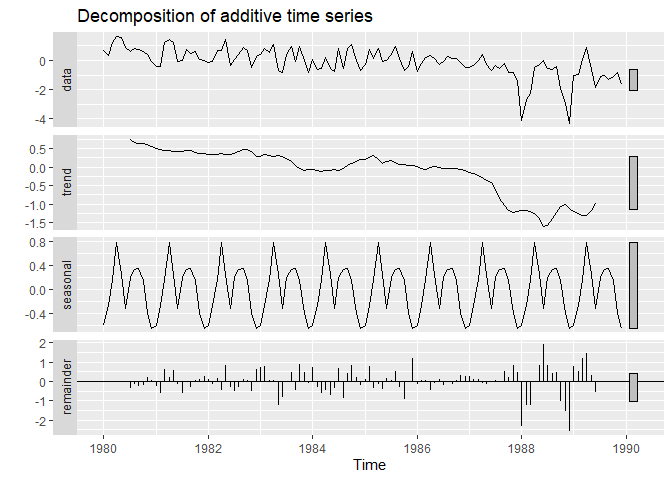 Decomposition of additive time series
data
0
-2
-4
trend
0.5
0.0
-0.5
-1.0
-1.5
seasonal
0.8
0.4
0.0
-0.4
remainder
2
1
0
-1
-2
1980 1982 1984 1986 1988 1990
Time